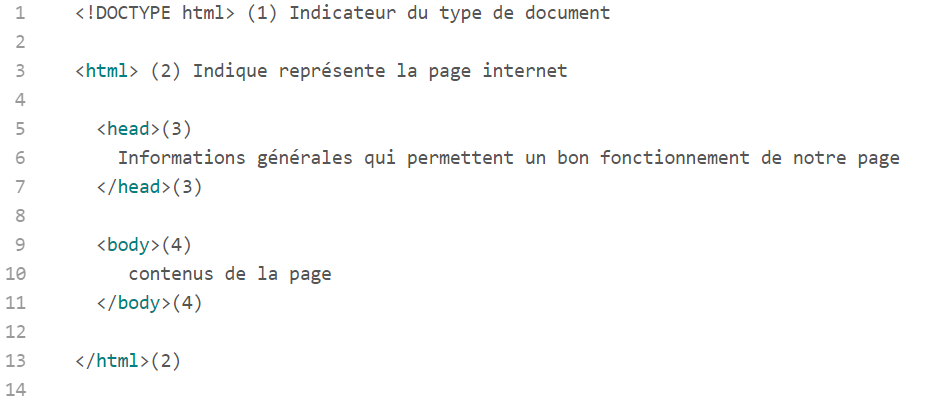 1 <!DOCTYPE html> (1) Indicateur du type de document
2
3 <html> (2) Indique représente la page internet
4
5 <head>(3)
6 Informations générales qui permettent un bon fonctionnement de notre page
7 </head>(3)
8
9 <body>(4)
10 contenus de la page
11 </body>(4)
12
13 </html>(2)
14